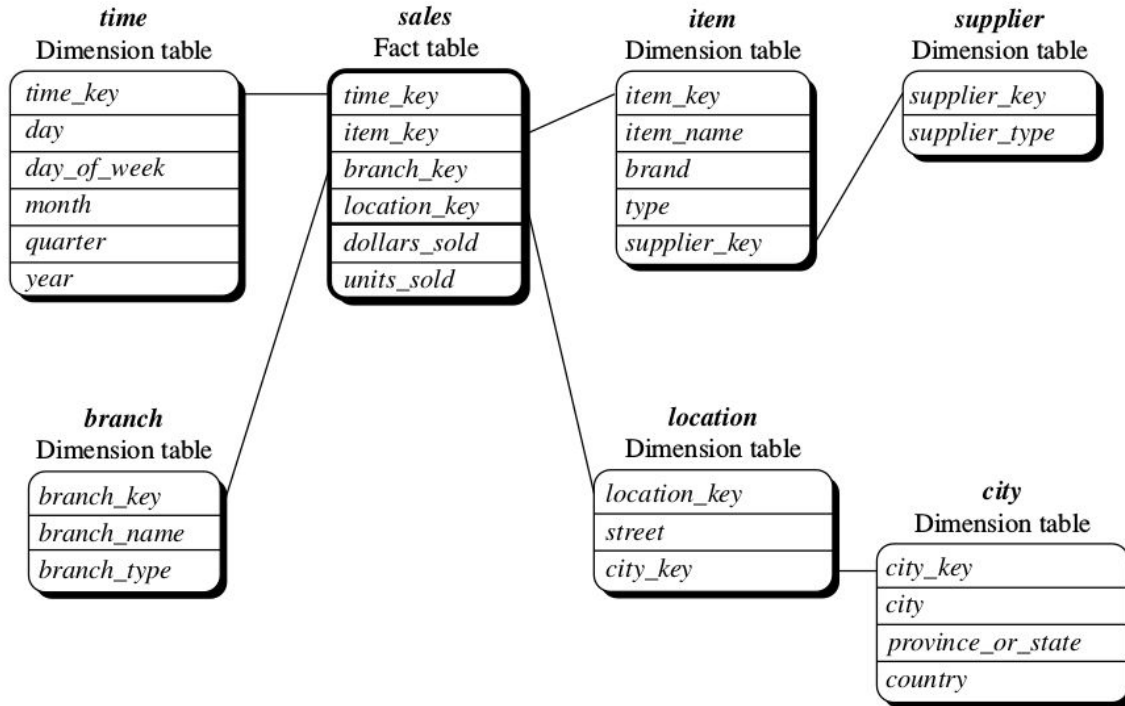 time
Dimension table
time_key
day
day_of_week
month
quarter
year
sales
Fact table
time_key
item_key
branch_key
location_key
dollars_sold
units_sold
item
Dimension table
item_key
item_name
brand
type
supplier_key
supplier
Dimension table
supplier_key
supplier_type
branch
Dimension table
branch_key
branch_name
branch_type
location
Dimension table
location_key
street
city_key
city
Dimension table
city_key
city
province_or_state
country